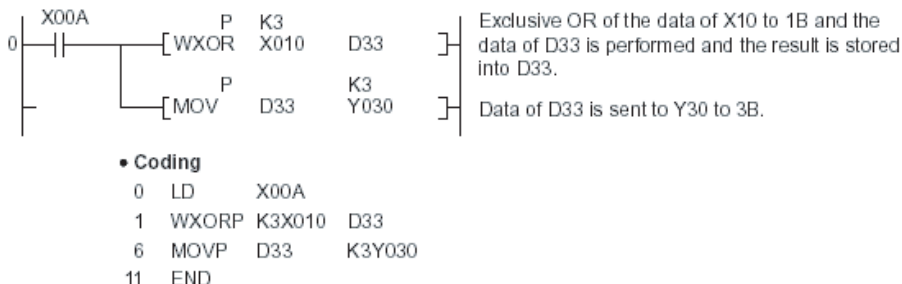 X00A
P K3
0 WXOR X010 D33
Exclusive OR of the data of X10 to 1B and the
data of D33 is performed and the result is stored
into D33.
P K3
MOV D33 Y030
Data of D33 is sent to Y30 to 3B.
• Coding
0 LD X00A
1 WXORP K3X010 D33
6 MOVP D33 K3Y030
11 END